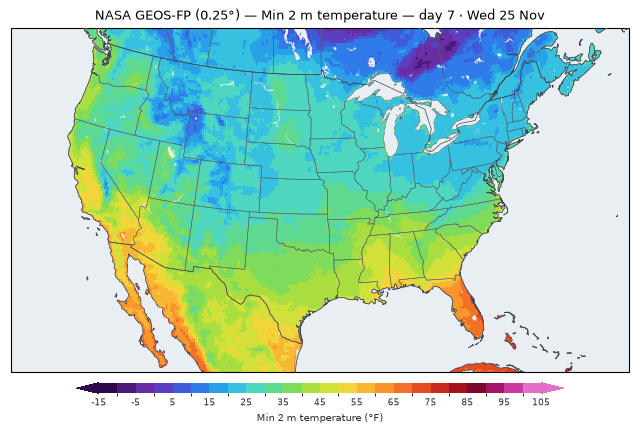 NASA GEOS-FP (0.25°) — Min 2 m temperature — day 7 · Wed 25 Nov
-15 -5 5 15 25 35 45 55 65 75 85 95 105
Min 2 m temperature (°F)